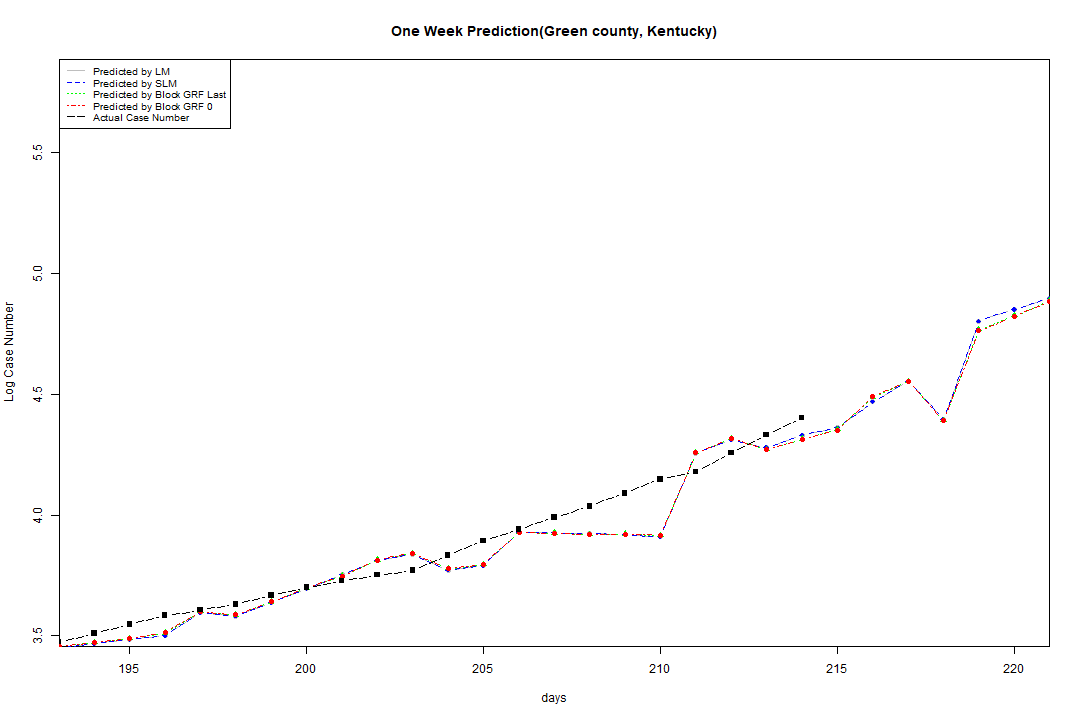 One Week Prediction(Green county, Kentucky)
Predicted by LM
Predicted by SLM
Predicted by Block GRF Last
Predicted by Block GRF 0
Actual Case Number
5.5
5.0
4.5
4.0
3.5
Log Case Number
195 200 205 210 215 220
days